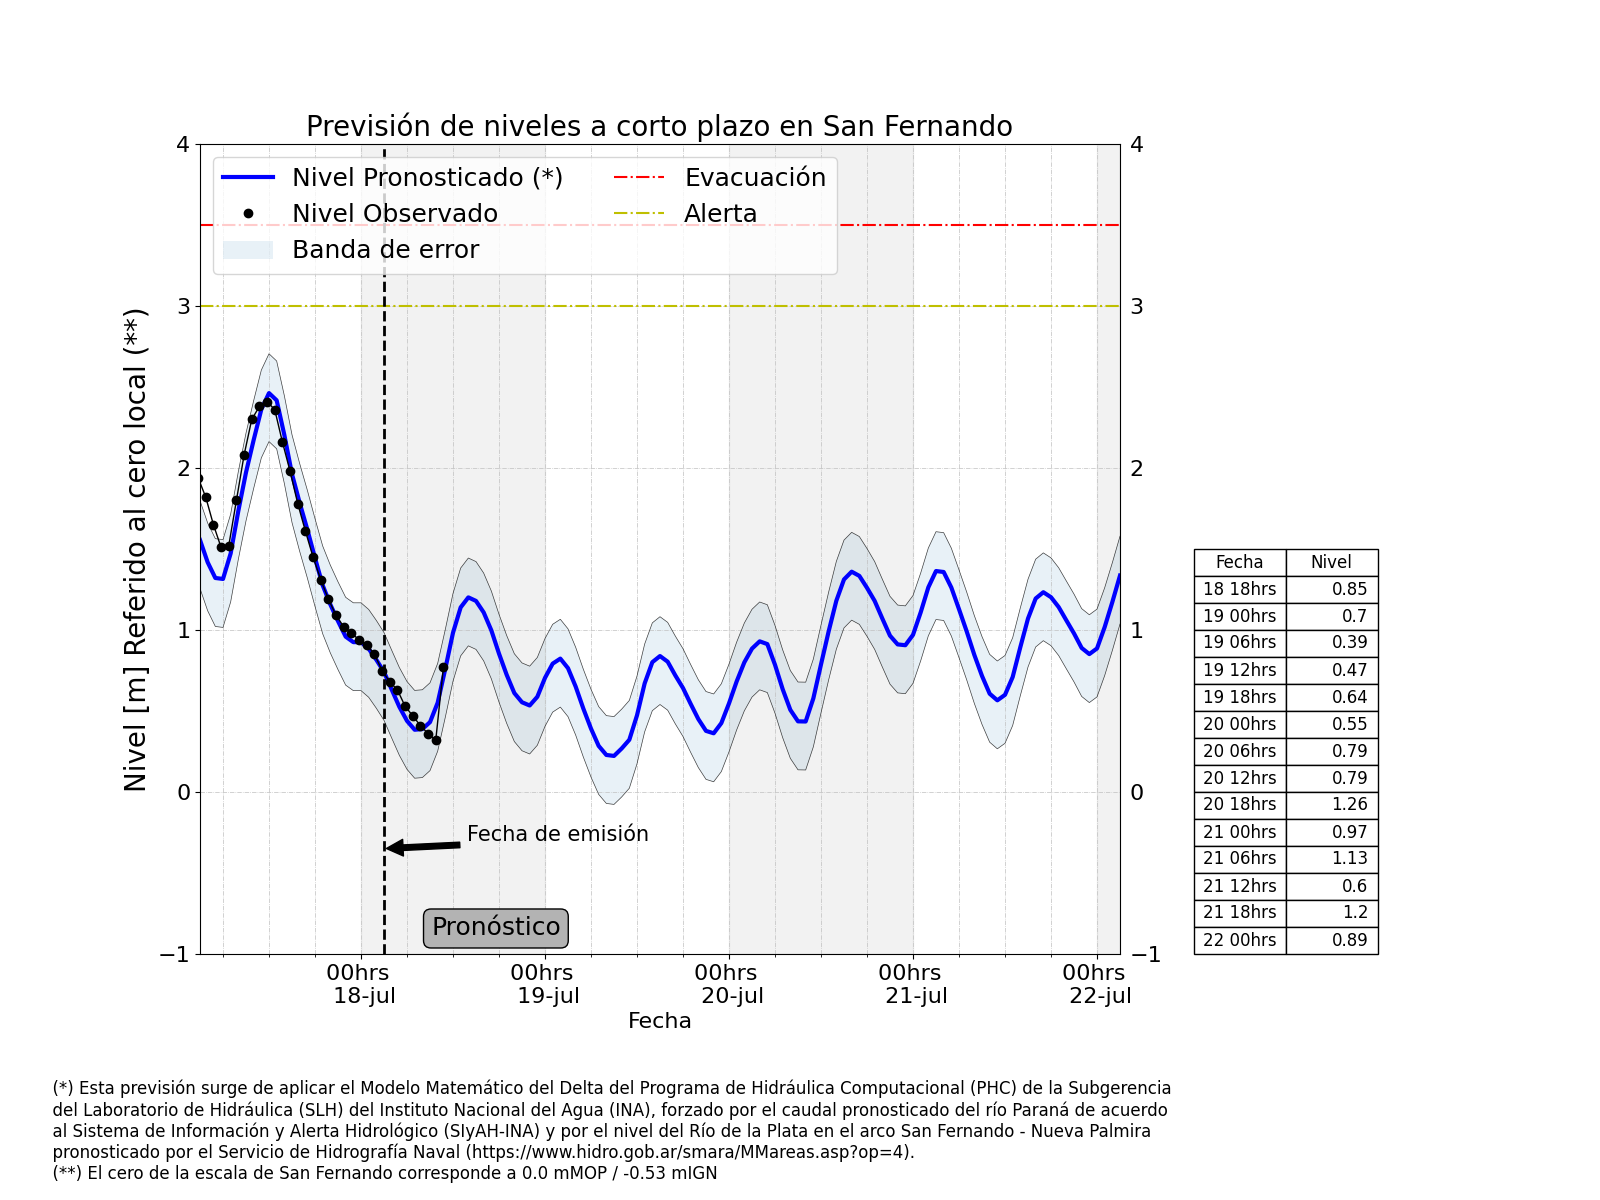 Previsión de niveles a corto plazo en San Fernando
4
3
2
1
0
−1
4
3
2
1
0
−1
Nivel [m] Referido al cero local (**)
Nivel Pronosticado (*)
Nivel Observado
Banda de error
Evacuación
Alerta
Fecha de emisión
Pronóstico
00hrs
18-jul
00hrs
19-jul
00hrs
20-jul
00hrs
21-jul
00hrs
22-jul
Fecha
Fecha Nivel
18 18hrs 0.85
19 00hrs 0.7
19 06hrs 0.39
19 12hrs 0.47
19 18hrs 0.64
20 00hrs 0.55
20 06hrs 0.79
20 12hrs 0.79
20 18hrs 1.26
21 00hrs 0.97
21 06hrs 1.13
21 12hrs 0.6
21 18hrs 1.2
22 00hrs 0.89
(*) Esta previsión surge de aplicar el Modelo Matemático del Delta del Programa de Hidráulica Computacional (PHC) de la Subgerencia
del Laboratorio de Hidráulica (SLH) del Instituto Nacional del Agua (INA), forzado por el caudal pronosticado del río Paraná de acuerdo
al Sistema de Información y Alerta Hidrológico (SIyAH-INA) y por el nivel del Río de la Plata en el arco San Fernando - Nueva Palmira
pronosticado por el Servicio de Hidrografía Naval (https://www.hidro.gob.ar/smara/MMareas.asp?op=4).
(**) El cero de la escala de San Fernando corresponde a 0.0 mMOP / -0.53 mIGN